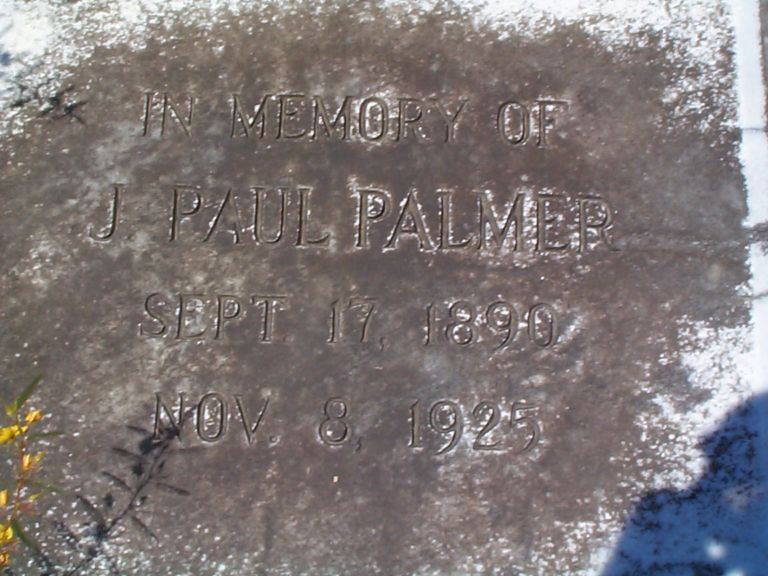 IN MEMORY OF
J. PAUL PALMER
SEPT. 17, 1890
NOV. 8, 1925